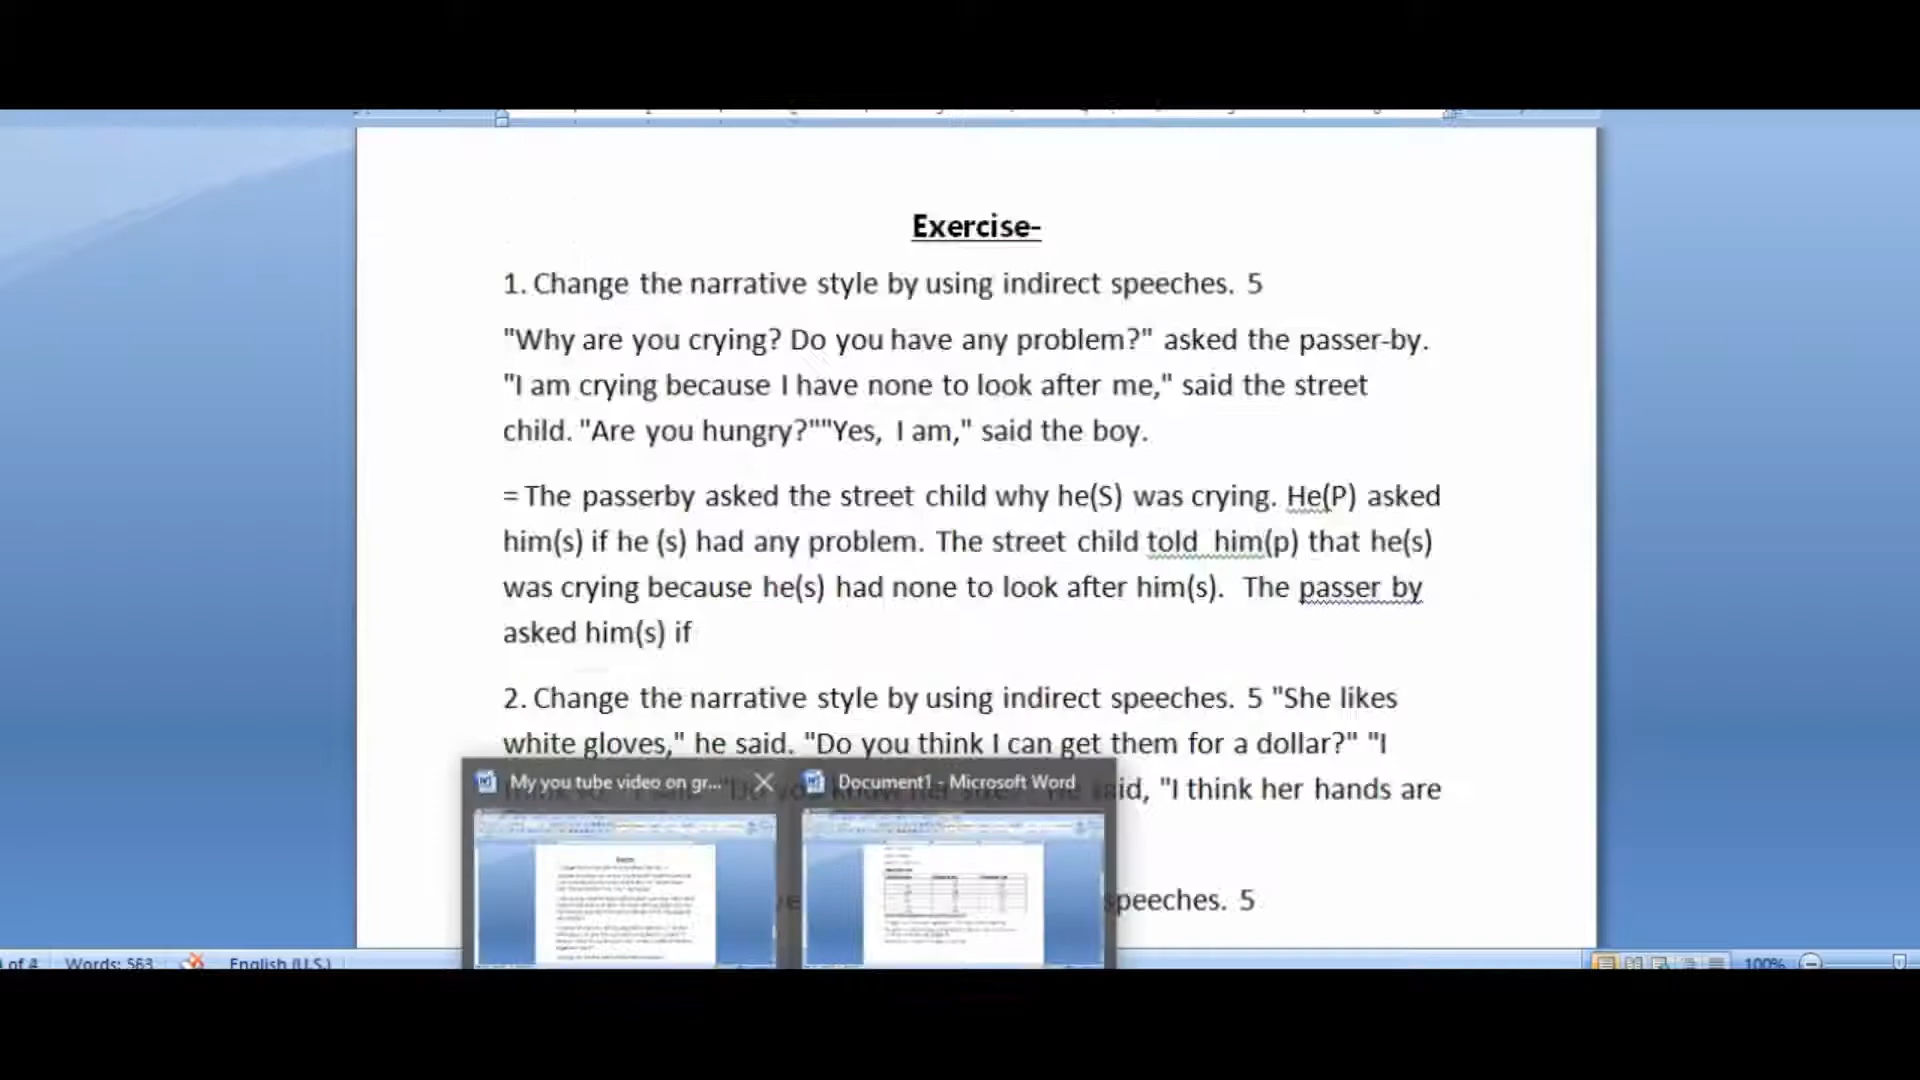 Exercise-
1. Change the narrative style by using indirect speeches. 5
"Why are you crying? Do you have any problem?" asked the passer-by.
"I am crying because I have none to look after me," said the street
child. "Are you hungry?""Yes, I am," said the boy.
= The passerby asked the street child why he(S) was crying. He(P) asked
him(s) if he (s) had any problem. The street child told him(p) that he(s)
was crying because he(s) had none to look after him(s). The passer by
asked him(s) if
2. Change the narrative style by using indirect speeches. 5 "She likes
white gloves," he said. "Do you think I can get them for a dollar?" "I
My you tube video on gr...
Document1 - Microsoft Word
said, "I think her hands are
speeches. 5
of 4
Words: 563
English (U.S.)
100%